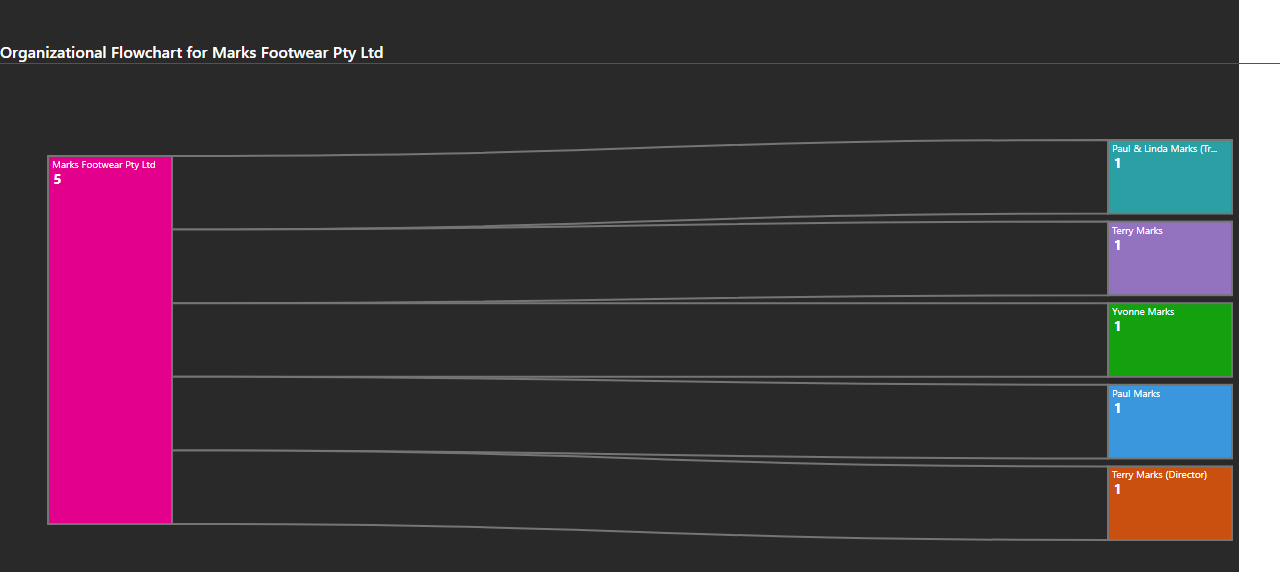 Organizational Flowchart for Marks Footwear Pty Ltd
Marks Footwear Pty Ltd
5
Paul & Linda Marks (Tr...
1
Terry Marks
1
Yvonne Marks
1
Paul Marks
1
Terry Marks (Director)
1